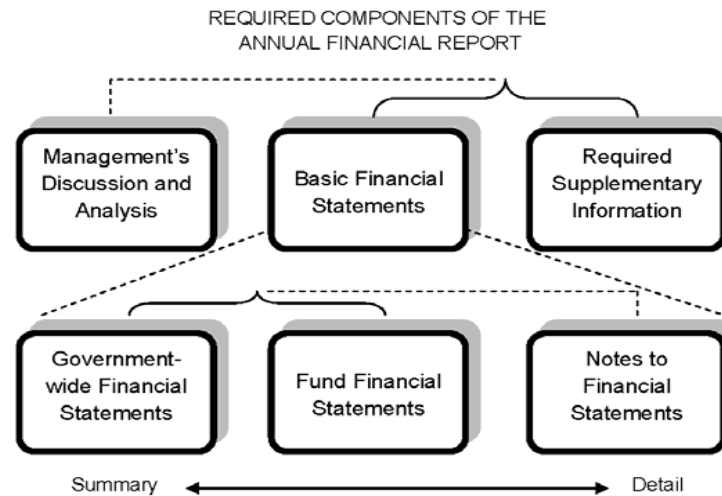 REQUIRED COMPONENTS OF THE
ANNUAL FINANCIAL REPORT
Management's
Discussion and
Analysis
Basic Financial
Statements
Required
Supplementary
Information
Government-
wide Financial
Statements
Fund Financial
Statements
Notes to
Financial
Statements
Summary
Detail